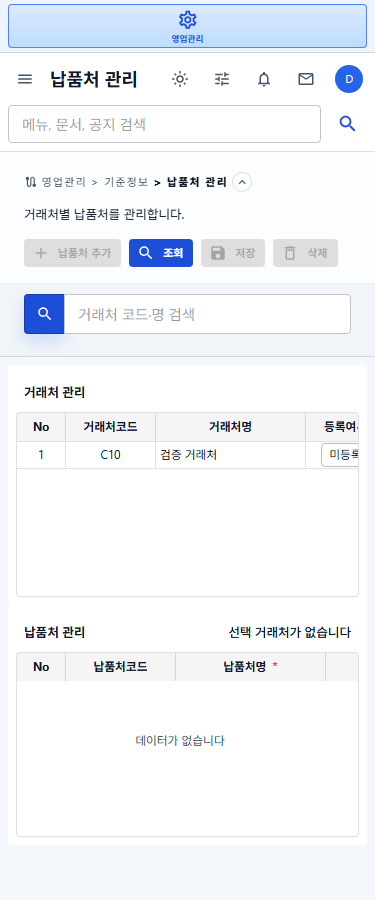 영업관리
납품처 관리
D
메뉴, 문서, 공지 검색
영업관리 > 기준정보 > 납품처 관리
거래처별 납품처를 관리합니다.
납품처 추가 조회 저장 삭제
거래처 코드·명 검색
거래처 관리
No 거래처코드 거래처명 등록여
1 C10 검증 거래처 미등록
납품처 관리 선택 거래처가 없습니다
No 납품처코드 납품처명 *
데이터가 없습니다